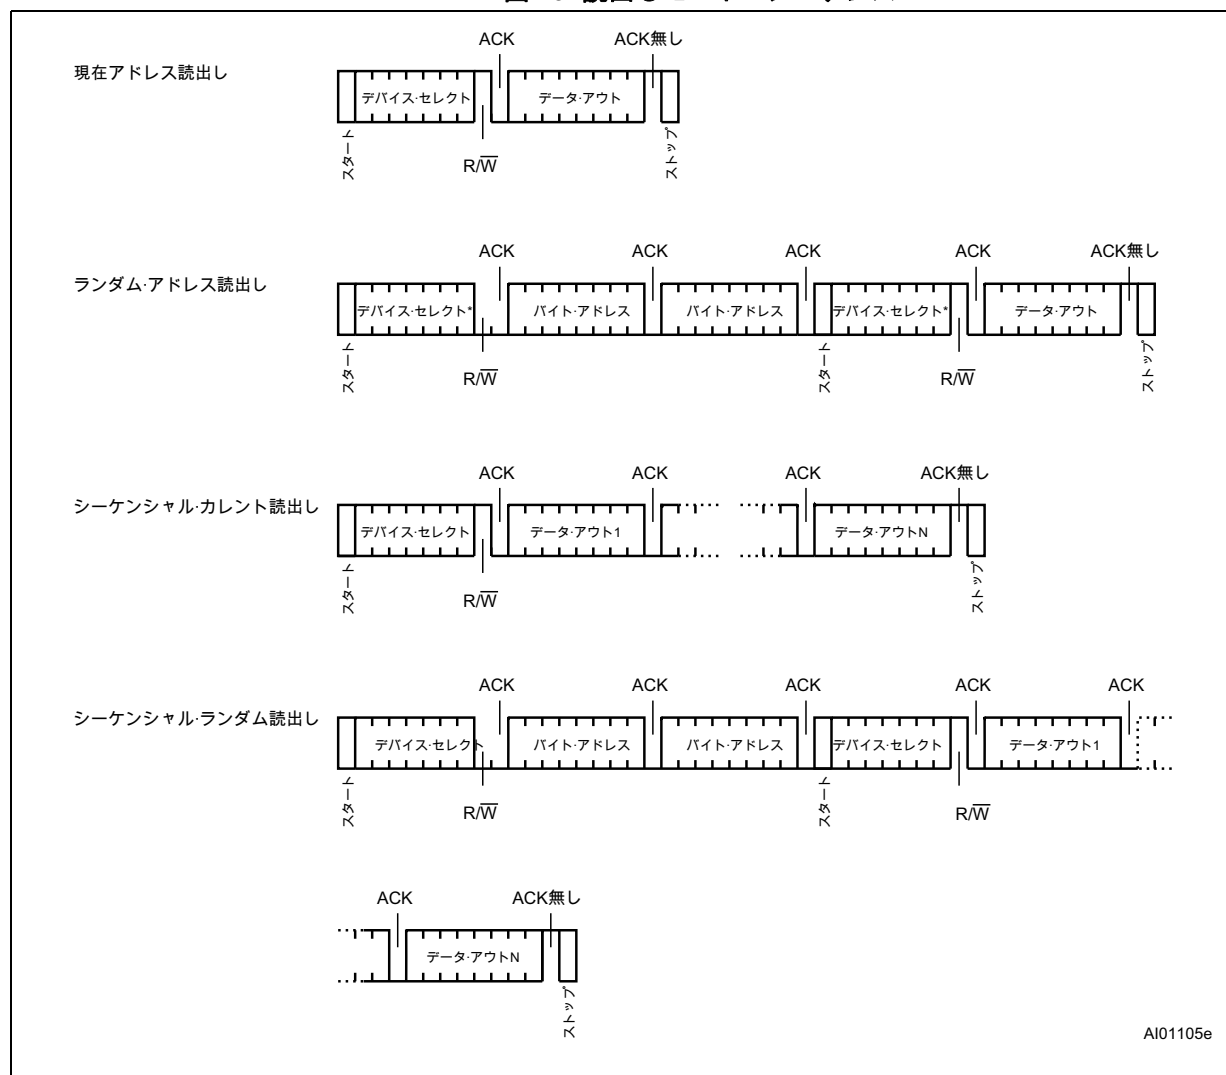 ACK ACK無し
現在アドレス読出し
デバイス・セレクト データ・アウト
スタート R/W̅ ストップ
ACK ACK ACK ACK ACK無し
ランダム・アドレス読出し
デバイス・セレクト* バイト・アドレス バイト・アドレス デバイス・セレクト* データ・アウト
スタート R/W̅ スタート R/W̅ ストップ
ACK ACK ACK ACK無し
シーケンシャル・カレント読出し
デバイス・セレクト データ・アウト1 データ・アウトN
スタート R/W̅ ストップ
ACK ACK ACK ACK ACK
シーケンシャル・ランダム読出し
デバイス・セレクト バイト・アドレス バイト・アドレス デバイス・セレクト データ・アウト1
スタート R/W̅ スタート R/W̅
ACK ACK無し
データ・アウトN
ストップ
AI01105e